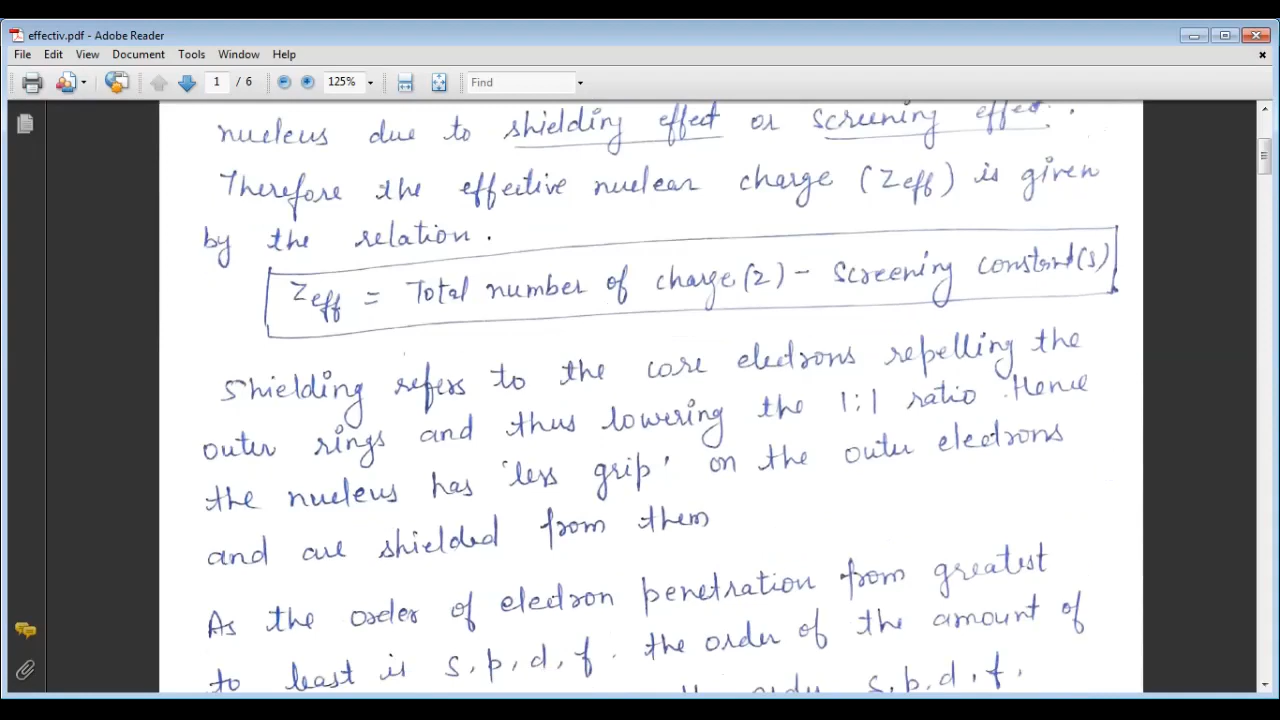 effectiv.pdf - Adobe Reader
File Edit View Document Tools Window Help
1 / 6 125% Find
nucleus due to shielding effect or screening effect.
Therefore the effective nuclear charge (Zeff) is given
by the relation.
Zeff = Total number of charge(Z) - screening constant(s)
Shielding refers to the core electrons repelling the
outer rings and thus lowering the 1:1 ratio. Hence
the nucleus has 'less grip' on the outer electrons
and are shielded from them
As the order of electron penetration from greatest
to least is s, p, d, f. the order of the amount of
the order s, p, d, f.